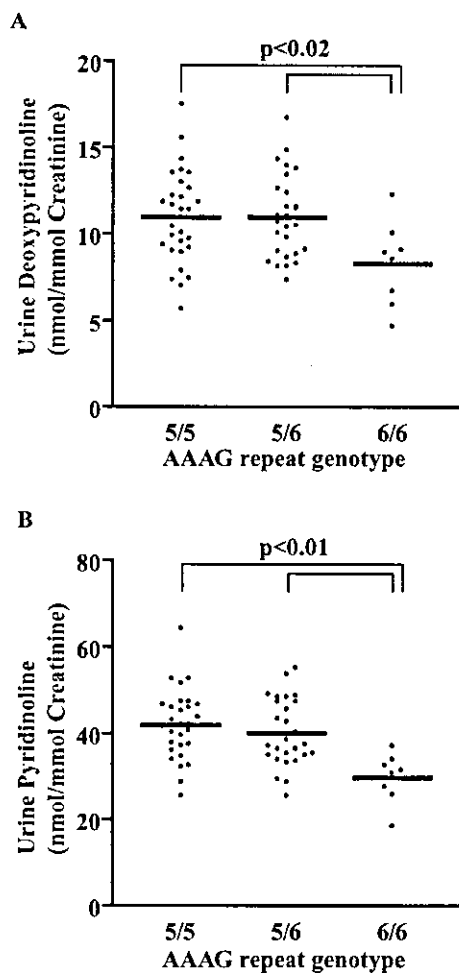 A
p<0.02
20
15
10
5
0
Urine Deoxypyridinoline
(nmol/mmol Creatinine)
5/5 5/6 6/6
AAAG repeat genotype
B
p<0.01
80
60
40
20
0
Urine Pyridinoline
(nmol/mmol Creatinine)
5/5 5/6 6/6
AAAG repeat genotype